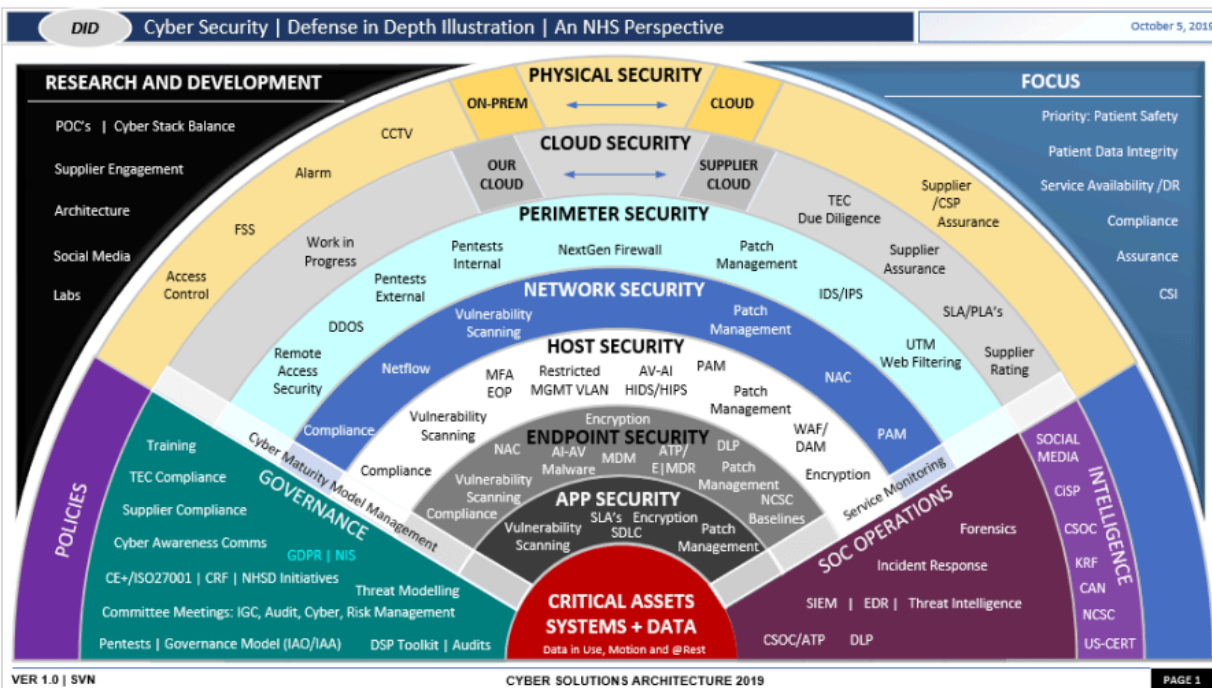 DID
Cyber Security | Defense in Depth Illustration | An NHS Perspective
October 5, 2019
RESEARCH AND DEVELOPMENT
POC's | Cyber Stack Balance
Supplier Engagement
Architecture
Social Media
Labs
FOCUS
Priority: Patient Safety
Patient Data Integrity
Service Availability /DR
Compliance
Assurance
CSI
PHYSICAL SECURITY
ON-PREM
CLOUD
CCTV
Alarm
FSS
Access
Control
Supplier
/CSP
Assurance
CLOUD SECURITY
OUR
CLOUD
SUPPLIER
CLOUD
Work in
Progress
TEC
Due Diligence
Supplier
Assurance
SLA/PLA's
Supplier
Rating
PERIMETER SECURITY
Pentests
Internal
NextGen Firewall
Patch
Management
Pentests
External
IDS/IPS
DDOS
UTM
Web Filtering
Remote
Access
Security
NETWORK SECURITY
Vulnerability
Scanning
Patch
Management
Netflow
NAC
Compliance
PAM
HOST SECURITY
MFA
EOP
Restricted
MGMT VLAN
AV-AI
HIDS/HIPS
PAM
Patch
Management
Vulnerability
Scanning
WAF/
DAM
Compliance
Encryption
Encryption
ENDPOINT SECURITY
NAC
AI-AV
Malware
MDM
ATP/
E|MDR
DLP
Patch
Management
Vulnerability
Scanning
NCSC
Baselines
Compliance
APP SECURITY
Vulnerability
Scanning
SLA's
SDLC
Encryption
Patch
Management
CRITICAL ASSETS
SYSTEMS + DATA
Data in Use, Motion and @Rest
Cyber Maturity Model Management
Service Monitoring
POLICIES
GOVERNANCE
Training
TEC Compliance
Supplier Compliance
Cyber Awareness Comms
GDPR | NIS
CE+/ISO27001 | CRF | NHSD Initiatives
Threat Modelling
Committee Meetings: IGC, Audit, Cyber, Risk Management
Pentests | Governance Model (IAO/IAA)
DSP Toolkit | Audits
SOC OPERATIONS
Forensics
Incident Response
SIEM | EDR | Threat Intelligence
CSOC/ATP
DLP
INTELLIGENCE
SOCIAL
MEDIA
CiSP
CSOC
KRF
CAN
NCSC
US-CERT
VER 1.0 | SVN
CYBER SOLUTIONS ARCHITECTURE 2019
PAGE 1